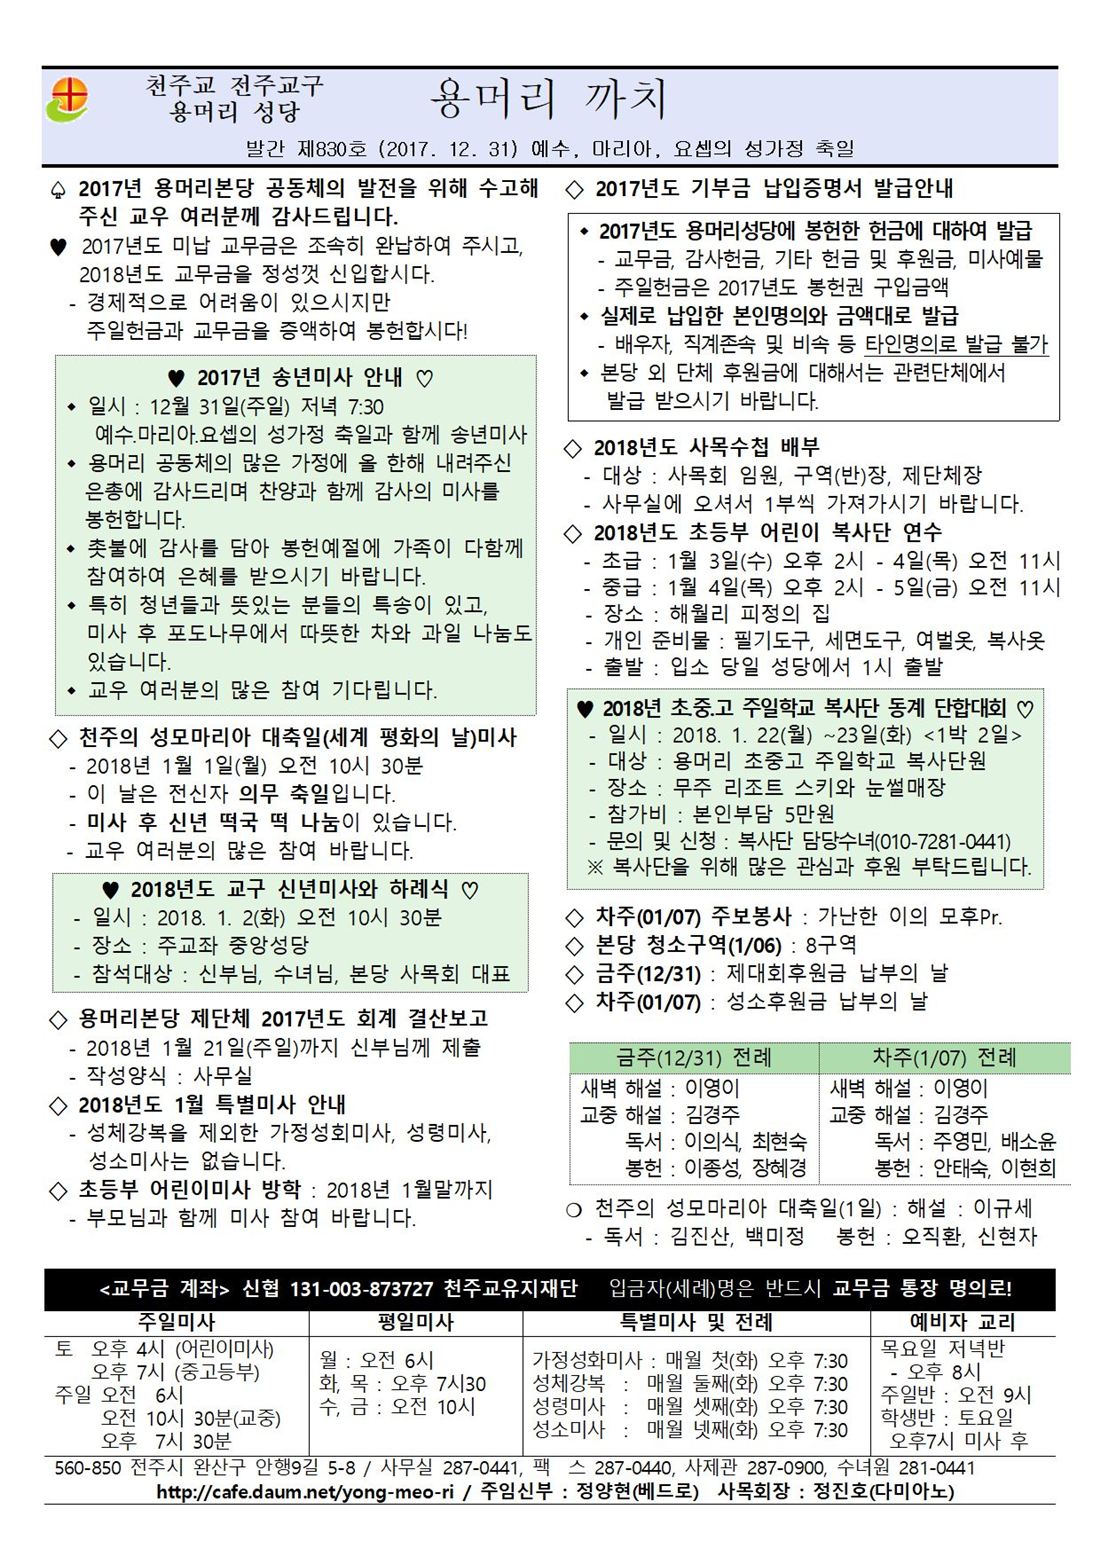 천주교 전주교구
용머리 성당
용머리 까치
발간 제830호 (2017. 12. 31) 예수, 마리아, 요셉의 성가정 축일
♤ 2017년 용머리본당 공동체의 발전을 위해 수고해
주신 교우 여러분께 감사드립니다.
♥ 2017년도 미납 교무금은 조속히 완납하여 주시고,
2018년도 교무금을 정성껏 신입합시다.
- 경제적으로 어려움이 있으시지만
주일헌금과 교무금을 증액하여 봉헌합시다!
♥ 2017년 송년미사 안내 ♡
◆ 일시 : 12월 31일(주일) 저녁 7:30
예수.마리아.요셉의 성가정 축일과 함께 송년미사
◆ 용머리 공동체의 많은 가정에 올 한해 내려주신
은총에 감사드리며 찬양과 함께 감사의 미사를
봉헌합니다.
◆ 촛불에 감사를 담아 봉헌예절에 가족이 다함께
참여하여 은혜를 받으시기 바랍니다.
◆ 특히 청년들과 뜻있는 분들의 특송이 있고,
미사 후 포도나무에서 따뜻한 차와 과일 나눔도
있습니다.
◆ 교우 여러분의 많은 참여 기다립니다.
◇ 천주의 성모마리아 대축일(세계 평화의 날)미사
- 2018년 1월 1일(월) 오전 10시 30분
- 이 날은 전신자 의무 축일입니다.
- 미사 후 신년 떡국 떡 나눔이 있습니다.
- 교우 여러분의 많은 참여 바랍니다.
♥ 2018년도 교구 신년미사와 하례식 ♡
- 일시 : 2018. 1. 2(화) 오전 10시 30분
- 장소 : 주교좌 중앙성당
- 참석대상 : 신부님, 수녀님, 본당 사목회 대표
◇ 용머리본당 제단체 2017년도 회계 결산보고
- 2018년 1월 21일(주일)까지 신부님께 제출
- 작성양식 : 사무실
◇ 2018년도 1월 특별미사 안내
- 성체강복을 제외한 가정성회미사, 성령미사,
성소미사는 없습니다.
◇ 초등부 어린이미사 방학 : 2018년 1월말까지
- 부모님과 함께 미사 참여 바랍니다.
◇ 2017년도 기부금 납입증명서 발급안내
◆ 2017년도 용머리성당에 봉헌한 헌금에 대하여 발급
- 교무금, 감사헌금, 기타 헌금 및 후원금, 미사예물
- 주일헌금은 2017년도 봉헌권 구입금액
◆ 실제로 납입한 본인명의와 금액대로 발급
- 배우자, 직계존속 및 비속 등 타인명의로 발급 불가
◆ 본당 외 단체 후원금에 대해서는 관련단체에서
발급 받으시기 바랍니다.
◇ 2018년도 사목수첩 배부
- 대상 : 사목회 임원, 구역(반)장, 제단체장
- 사무실에 오셔서 1부씩 가져가시기 바랍니다.
◇ 2018년도 초등부 어린이 복사단 연수
- 초급 : 1월 3일(수) 오후 2시 - 4일(목) 오전 11시
- 중급 : 1월 4일(목) 오후 2시 - 5일(금) 오전 11시
- 장소 : 해월리 피정의 집
- 개인 준비물 : 필기도구, 세면도구, 여벌옷, 복사옷
- 출발 : 입소 당일 성당에서 1시 출발
♥ 2018년 초.중.고 주일학교 복사단 동계 단합대회 ♡
- 일시 : 2018. 1. 22(월) ~23일(화) <1박 2일>
- 대상 : 용머리 초중고 주일학교 복사단원
- 장소 : 무주 리조트 스키와 눈썰매장
- 참가비 : 본인부담 5만원
- 문의 및 신청 : 복사단 담당수녀(010-7281-0441)
※ 복사단을 위해 많은 관심과 후원 부탁드립니다.
◇ 차주(01/07) 주보봉사 : 가난한 이의 모후Pr.
◇ 본당 청소구역(1/06) : 8구역
◇ 금주(12/31) : 제대회후원금 납부의 날
◇ 차주(01/07) : 성소후원금 납부의 날
금주(12/31) 전례 차주(1/07) 전례
새벽 해설 : 이영이 새벽 해설 : 이영이
교중 해설 : 김경주 교중 해설 : 김경주
독서 : 이의식, 최현숙 독서 : 주영민, 배소윤
봉헌 : 이종성, 장혜경 봉헌 : 안태숙, 이현희
❍ 천주의 성모마리아 대축일(1일) : 해설 : 이규세
- 독서 : 김진산, 백미정 봉헌 : 오직환, 신현자
<교무금 계좌> 신협 131-003-873727 천주교유지재단 입금자(세례)명은 반드시 교무금 통장 명의로!
주일미사 평일미사 특별미사 및 전례 예비자 교리
토 오후 4시 (어린이미사)
오후 7시 (중고등부)
주일 오전 6시
오전 10시 30분(교중)
오후 7시 30분
월 : 오전 6시
화, 목 : 오후 7시30
수, 금 : 오전 10시
가정성화미사 : 매월 첫(화) 오후 7:30
성체강복 : 매월 둘째(화) 오후 7:30
성령미사 : 매월 셋째(화) 오후 7:30
성소미사 : 매월 넷째(화) 오후 7:30
목요일 저녁반
- 오후 8시
주일반 : 오전 9시
학생반 : 토요일
오후7시 미사 후
560-850 전주시 완산구 안행9길 5-8 / 사무실 287-0441, 팩 스 287-0440, 사제관 287-0900, 수녀원 281-0441
http://cafe.daum.net/yong-meo-ri / 주임신부 : 정양현(베드로) 사목회장 : 정진호(다미아노)